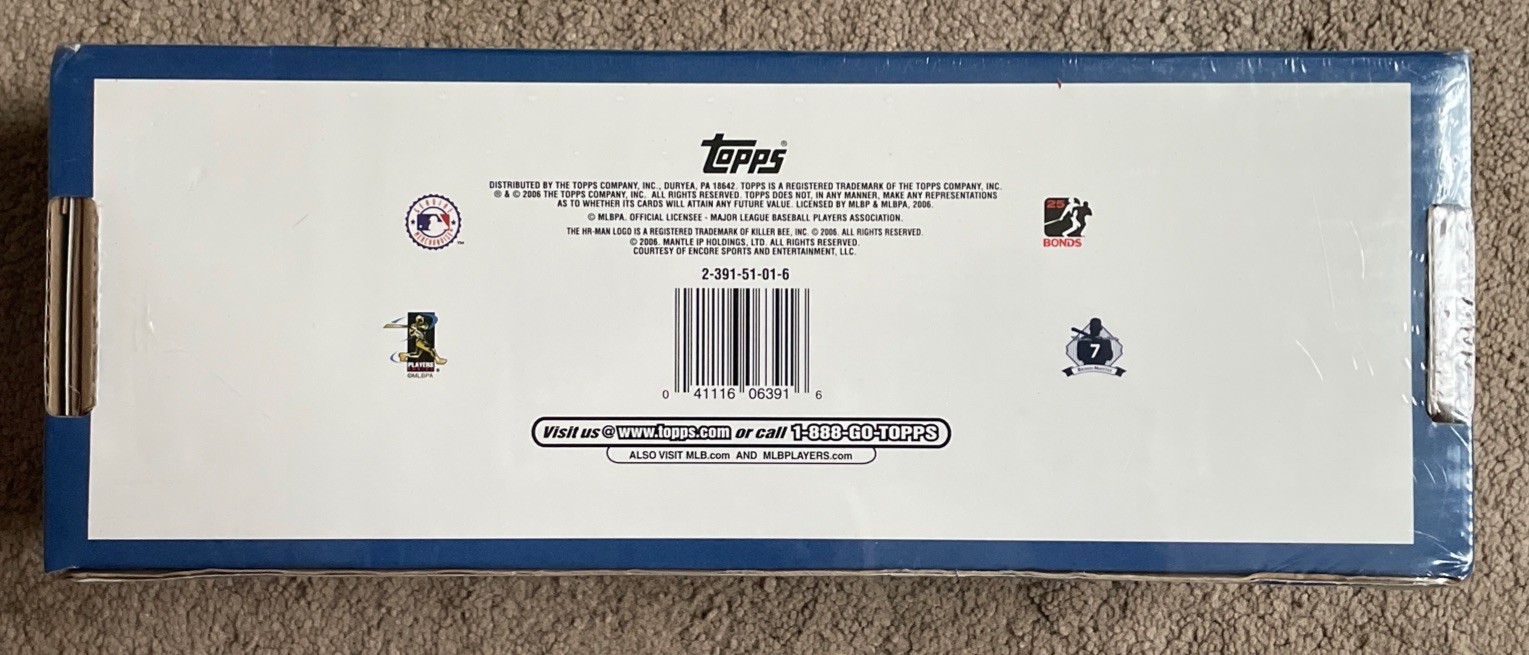 topps®
DISTRIBUTED BY THE TOPPS COMPANY, INC., DURYEA, PA 18642. TOPPS IS A REGISTERED TRADEMARK OF THE TOPPS COMPANY, INC.
® & © 2006 THE TOPPS COMPANY, INC. ALL RIGHTS RESERVED. TOPPS DOES NOT, IN ANY MANNER, MAKE ANY REPRESENTATIONS
AS TO WHETHER ITS CARDS WILL ATTAIN ANY FUTURE VALUE. LICENSED BY MLBP & MLBPA, 2006.
© MLBPA. OFFICIAL LICENSEE - MAJOR LEAGUE BASEBALL PLAYERS ASSOCIATION.
THE HR-MAN LOGO IS A REGISTERED TRADEMARK OF KILLER BEE, INC. © 2006. ALL RIGHTS RESERVED.
© 2006. MANTLE IP HOLDINGS, LTD. ALL RIGHTS RESERVED.
COURTESY OF ENCORE SPORTS AND ENTERTAINMENT, LLC.
GENUINE
MERCHANDISE
™
25
BONDS
2-391-51-01-6
PLAYERS
©MLBPA
7
0 41116 06391 6
Visit us @ www.topps.com or call 1-888-GO-TOPPS
ALSO VISIT MLB.com AND MLBPLAYERS.com